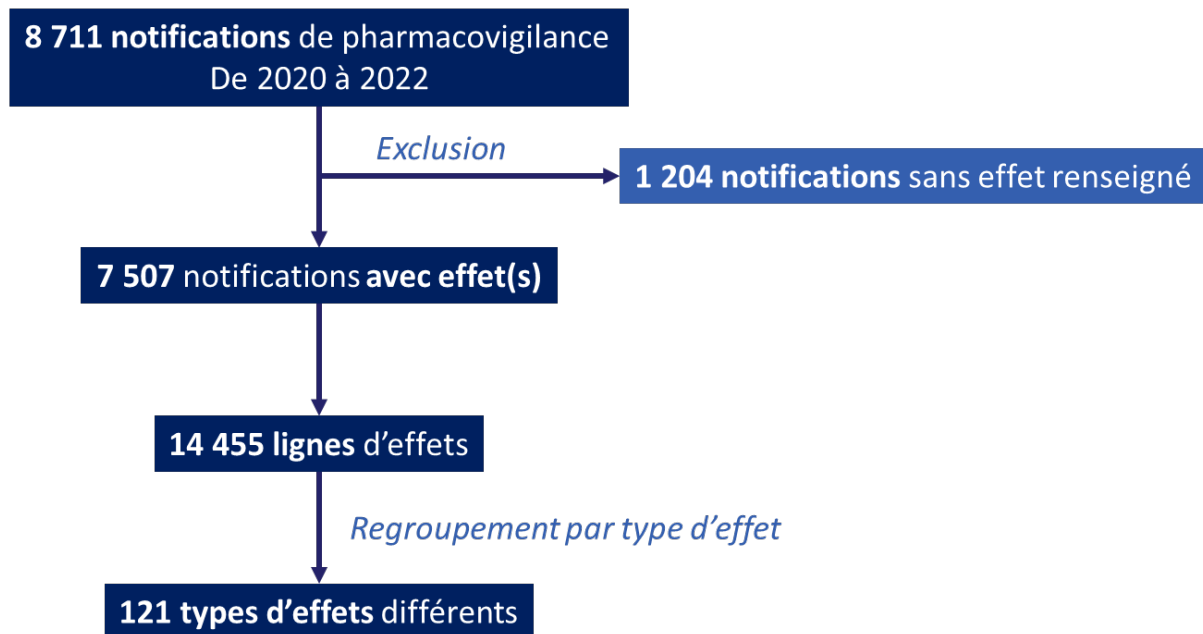 8 711 notifications de pharmacovigilance
De 2020 à 2022
Exclusion
1 204 notifications sans effet renseigné
7 507 notifications avec effet(s)
14 455 lignes d’effets
Regroupement par type d’effet
121 types d’effets différents